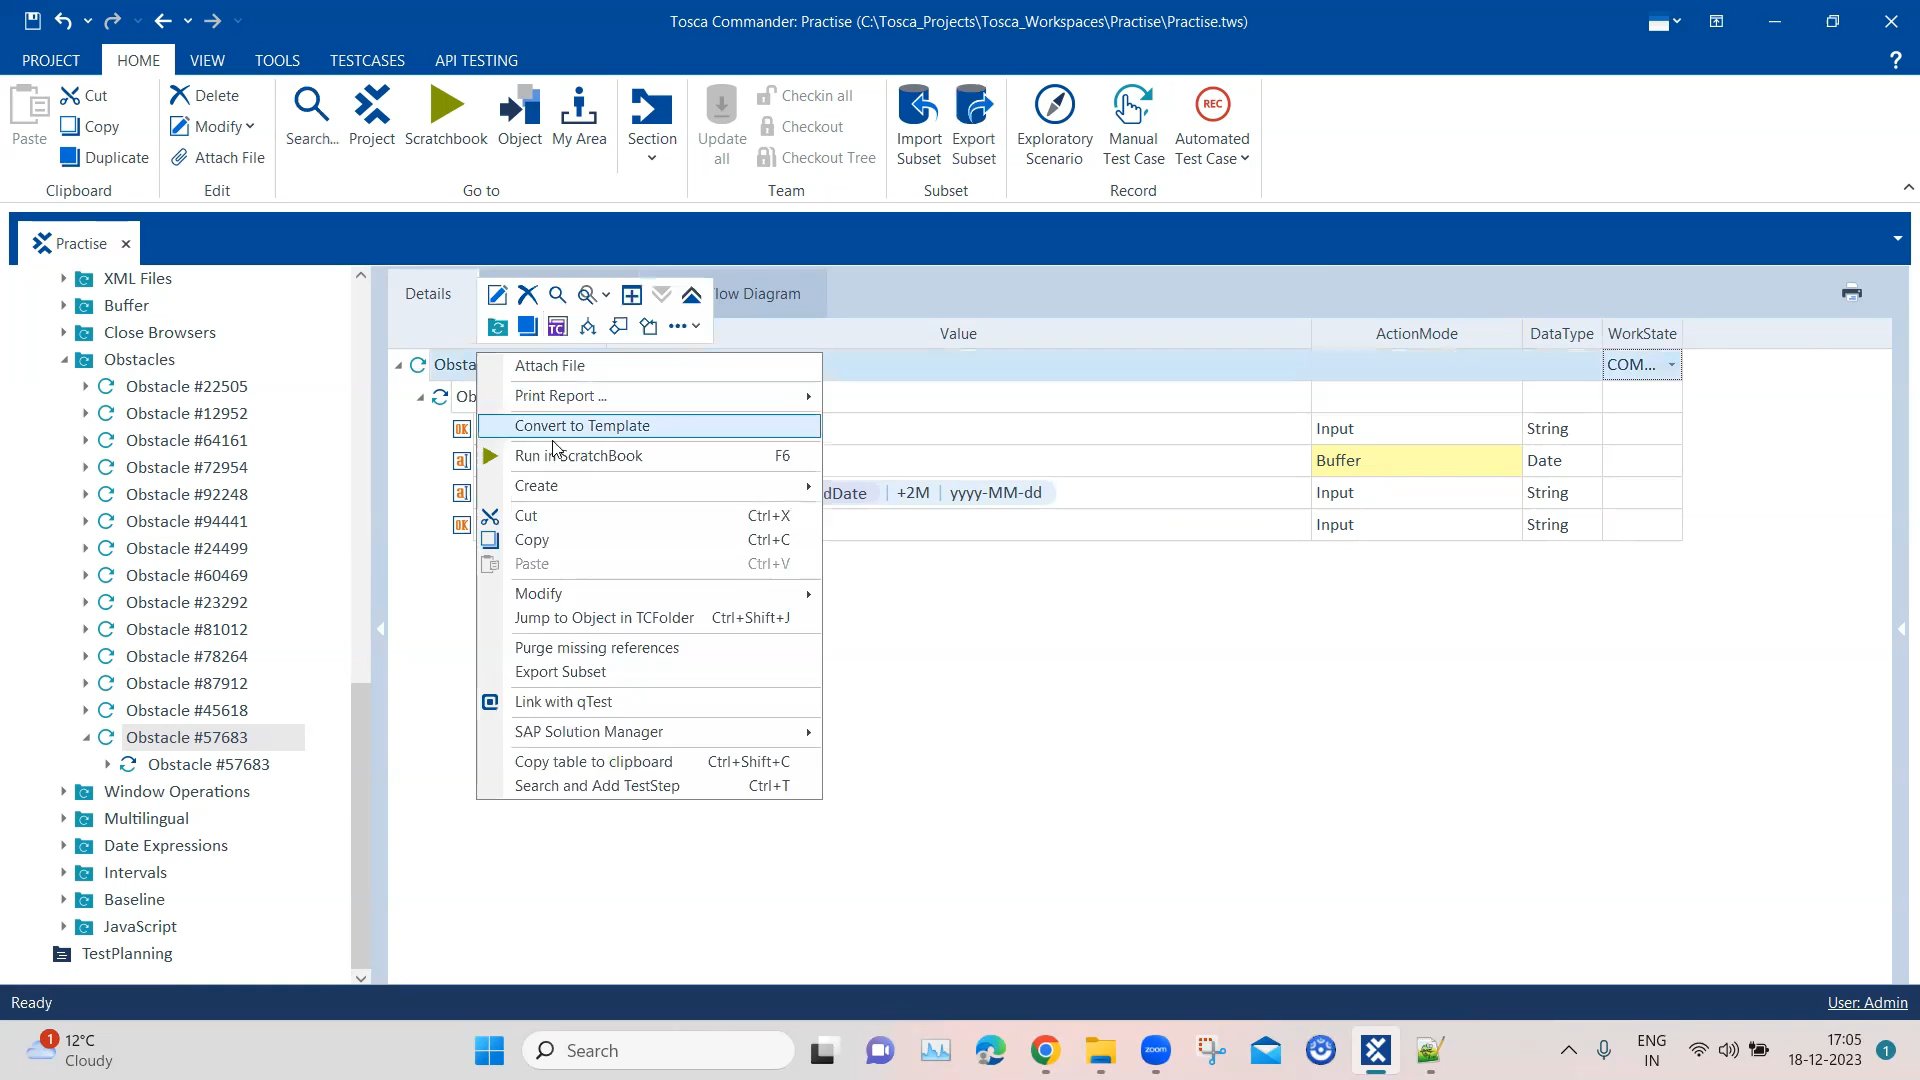 Tosca Commander: Practise (C:\Tosca_Projects\Tosca_Workspaces\Practise\Practise.tws)
PROJECT HOME VIEW TOOLS TESTCASES API TESTING ?
Paste
Cut
Copy
Duplicate
Clipboard
Delete
Modify
Attach File
Edit
Search...
Project
Scratchbook
Object
My Area
Section
Go to
Update all
Checkin all
Checkout
Checkout Tree
Team
Import Subset
Export Subset
Subset
Exploratory Scenario
Manual Test Case
REC
Automated Test Case
Record
Practise
XML Files
Buffer
Close Browsers
Obstacles
Obstacle #22505
Obstacle #12952
Obstacle #64161
Obstacle #72954
Obstacle #92248
Obstacle #94441
Obstacle #24499
Obstacle #60469
Obstacle #23292
Obstacle #81012
Obstacle #78264
Obstacle #87912
Obstacle #45618
Obstacle #57683
Obstacle #57683
Window Operations
Multilingual
Date Expressions
Intervals
Baseline
JavaScript
TestPlanning
Details
TC
low Diagram
Value ActionMode DataType WorkState
Obsta COM...
Ob
OK Input String
a Buffer Date
a dDate +2M yyyy-MM-dd Input String
OK Input String
Attach File
Print Report ...
Convert to Template
Run in ScratchBook F6
Create
Cut Ctrl+X
Copy Ctrl+C
Paste Ctrl+V
Modify
Jump to Object in TCFolder Ctrl+Shift+J
Purge missing references
Export Subset
Link with qTest
SAP Solution Manager
Copy table to clipboard Ctrl+Shift+C
Search and Add TestStep Ctrl+T
Ready
User: Admin
1
12°C
Cloudy
Search
zoom
ENG
IN
17:05
18-12-2023
1